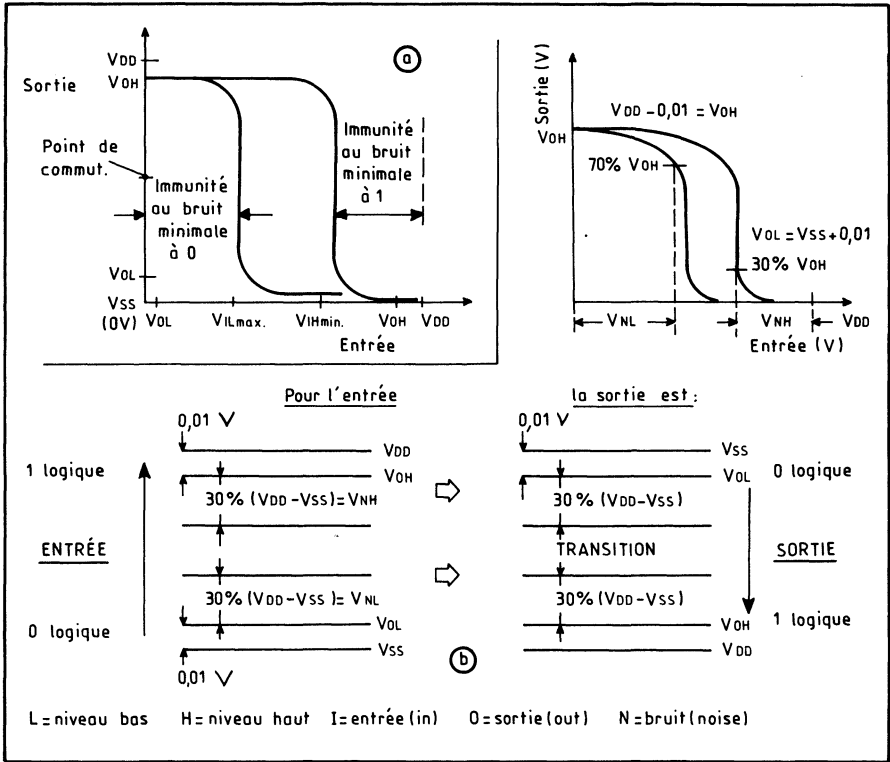 VDD
a
Sortie
VOH
Point de
commut.
Immunité
au bruit
minimale
à 0
Immunité
au bruit
minimale
à 1
VOL
VSS
(0V)
VOL
VILmax.
VIHmin.
VOH
VDD
Entrée
Sortie (V)
VDD-0,01 = VOH
VOH
70% VOH
VOL=VSS+0,01
30% VOH
VNL
VNH
VDD
Entrée (V)
Pour l'entrée
la sortie est:
0,01 V
VDD
1 logique
VOH
30% (VDD-VSS)=VNH
ENTRÉE
30%(VDD-VSS)=VNL
0 logique
VOL
VSS
0,01 V
b
0,01 V
VSS
VOL
0 logique
30% (VDD-VSS)
TRANSITION
SORTIE
30% (VDD-VSS)
VOH
1 logique
VDD
L=niveau bas H=niveau haut I=entrée(in) O=sortie(out) N=bruit(noise)